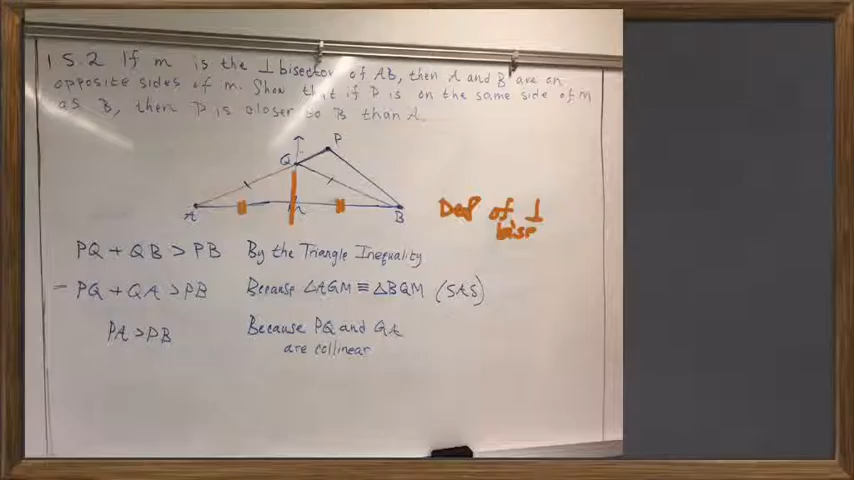 1 5.2 If m is the ⊥ bisector of AB, then A and B are on
opposite sides of m. Show that if P is on the same side of m
as B, then P is closer to B than A.
P
Q
A
B
Def of ⊥
bise
PQ + QB > PB By the Triangle Inequality
= PQ + QA > PB Because △AQM ≡ △BQM (SAS)
PA > PB Because PQ and QA
are collinear